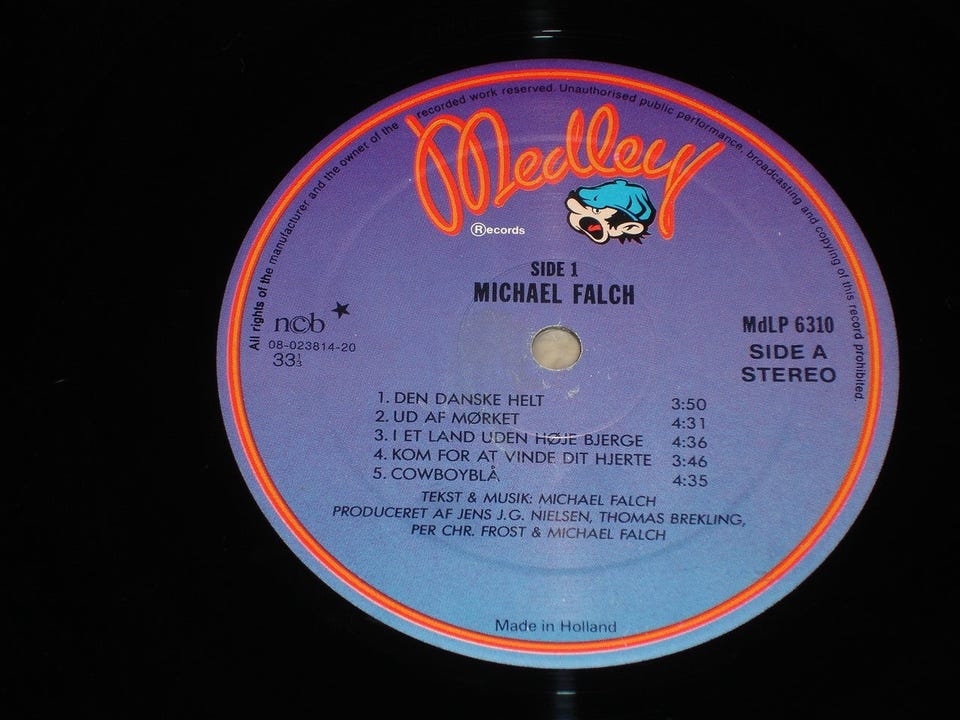 All rights of the manufacturer and the owner of the recorded work reserved. Unauthorised public performance, broadcasting and copying of this record prohibited.
Medley
Records
SIDE 1
MICHAEL FALCH
ncb
08-023814-20
33⅓
MdLP 6310
SIDE A
STEREO
1. DEN DANSKE HELT 3:50
2. UD AF MØRKET 4:31
3. I ET LAND UDEN HØJE BJERGE 4:36
4. KOM FOR AT VINDE DIT HJERTE 3:46
5. COWBOYBLÅ 4:35
TEKST & MUSIK: MICHAEL FALCH
PRODUCERET AF JENS J.G. NIELSEN, THOMAS BREKLING,
PER CHR. FROST & MICHAEL FALCH
Made in Holland